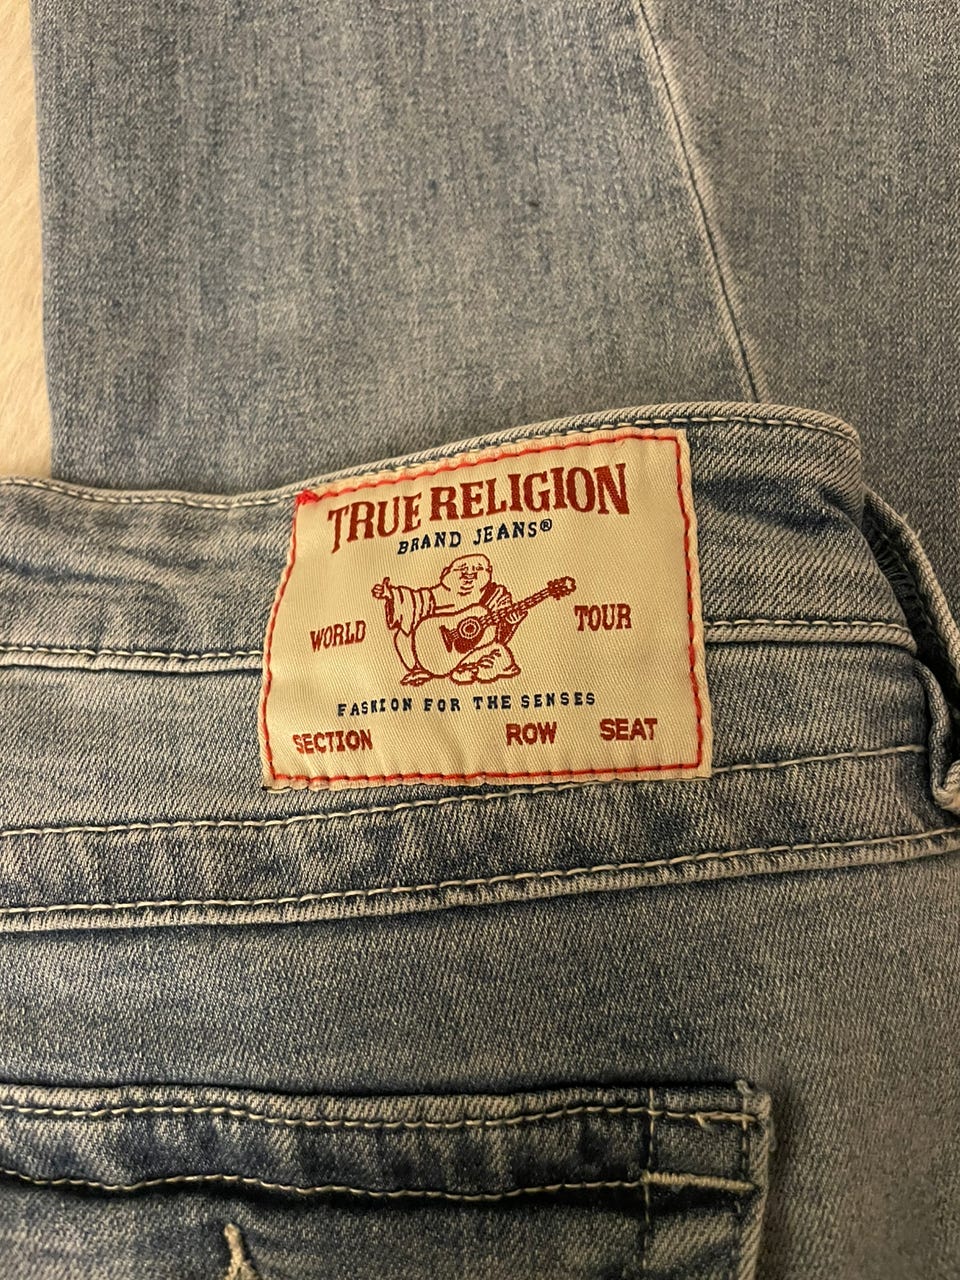 TRUE RELIGION
BRAND JEANS®
WORLD TOUR
FASHION FOR THE SENSES
SECTION ROW SEAT